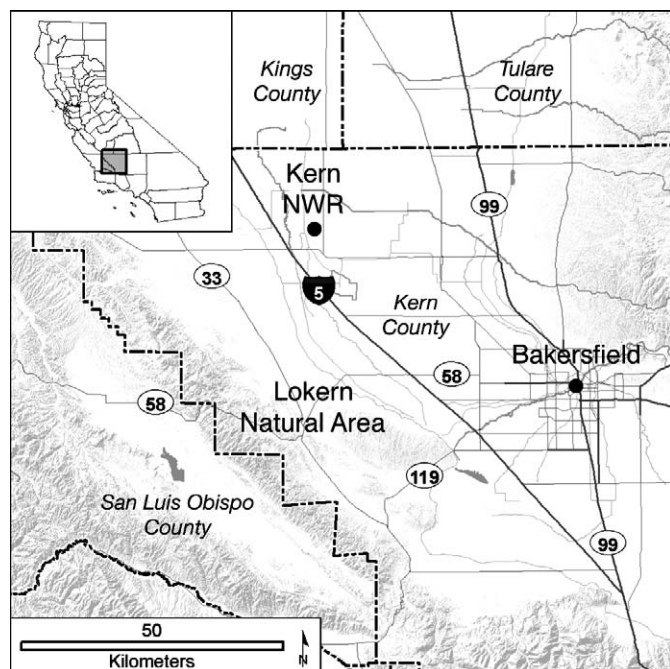 Kings
County
Tulare
County
Kern
NWR
99
33
5
Kern
County
Bakersfield
58
58
Lokern
Natural Area
119
San Luis Obispo
County
99
50
Kilometers
N